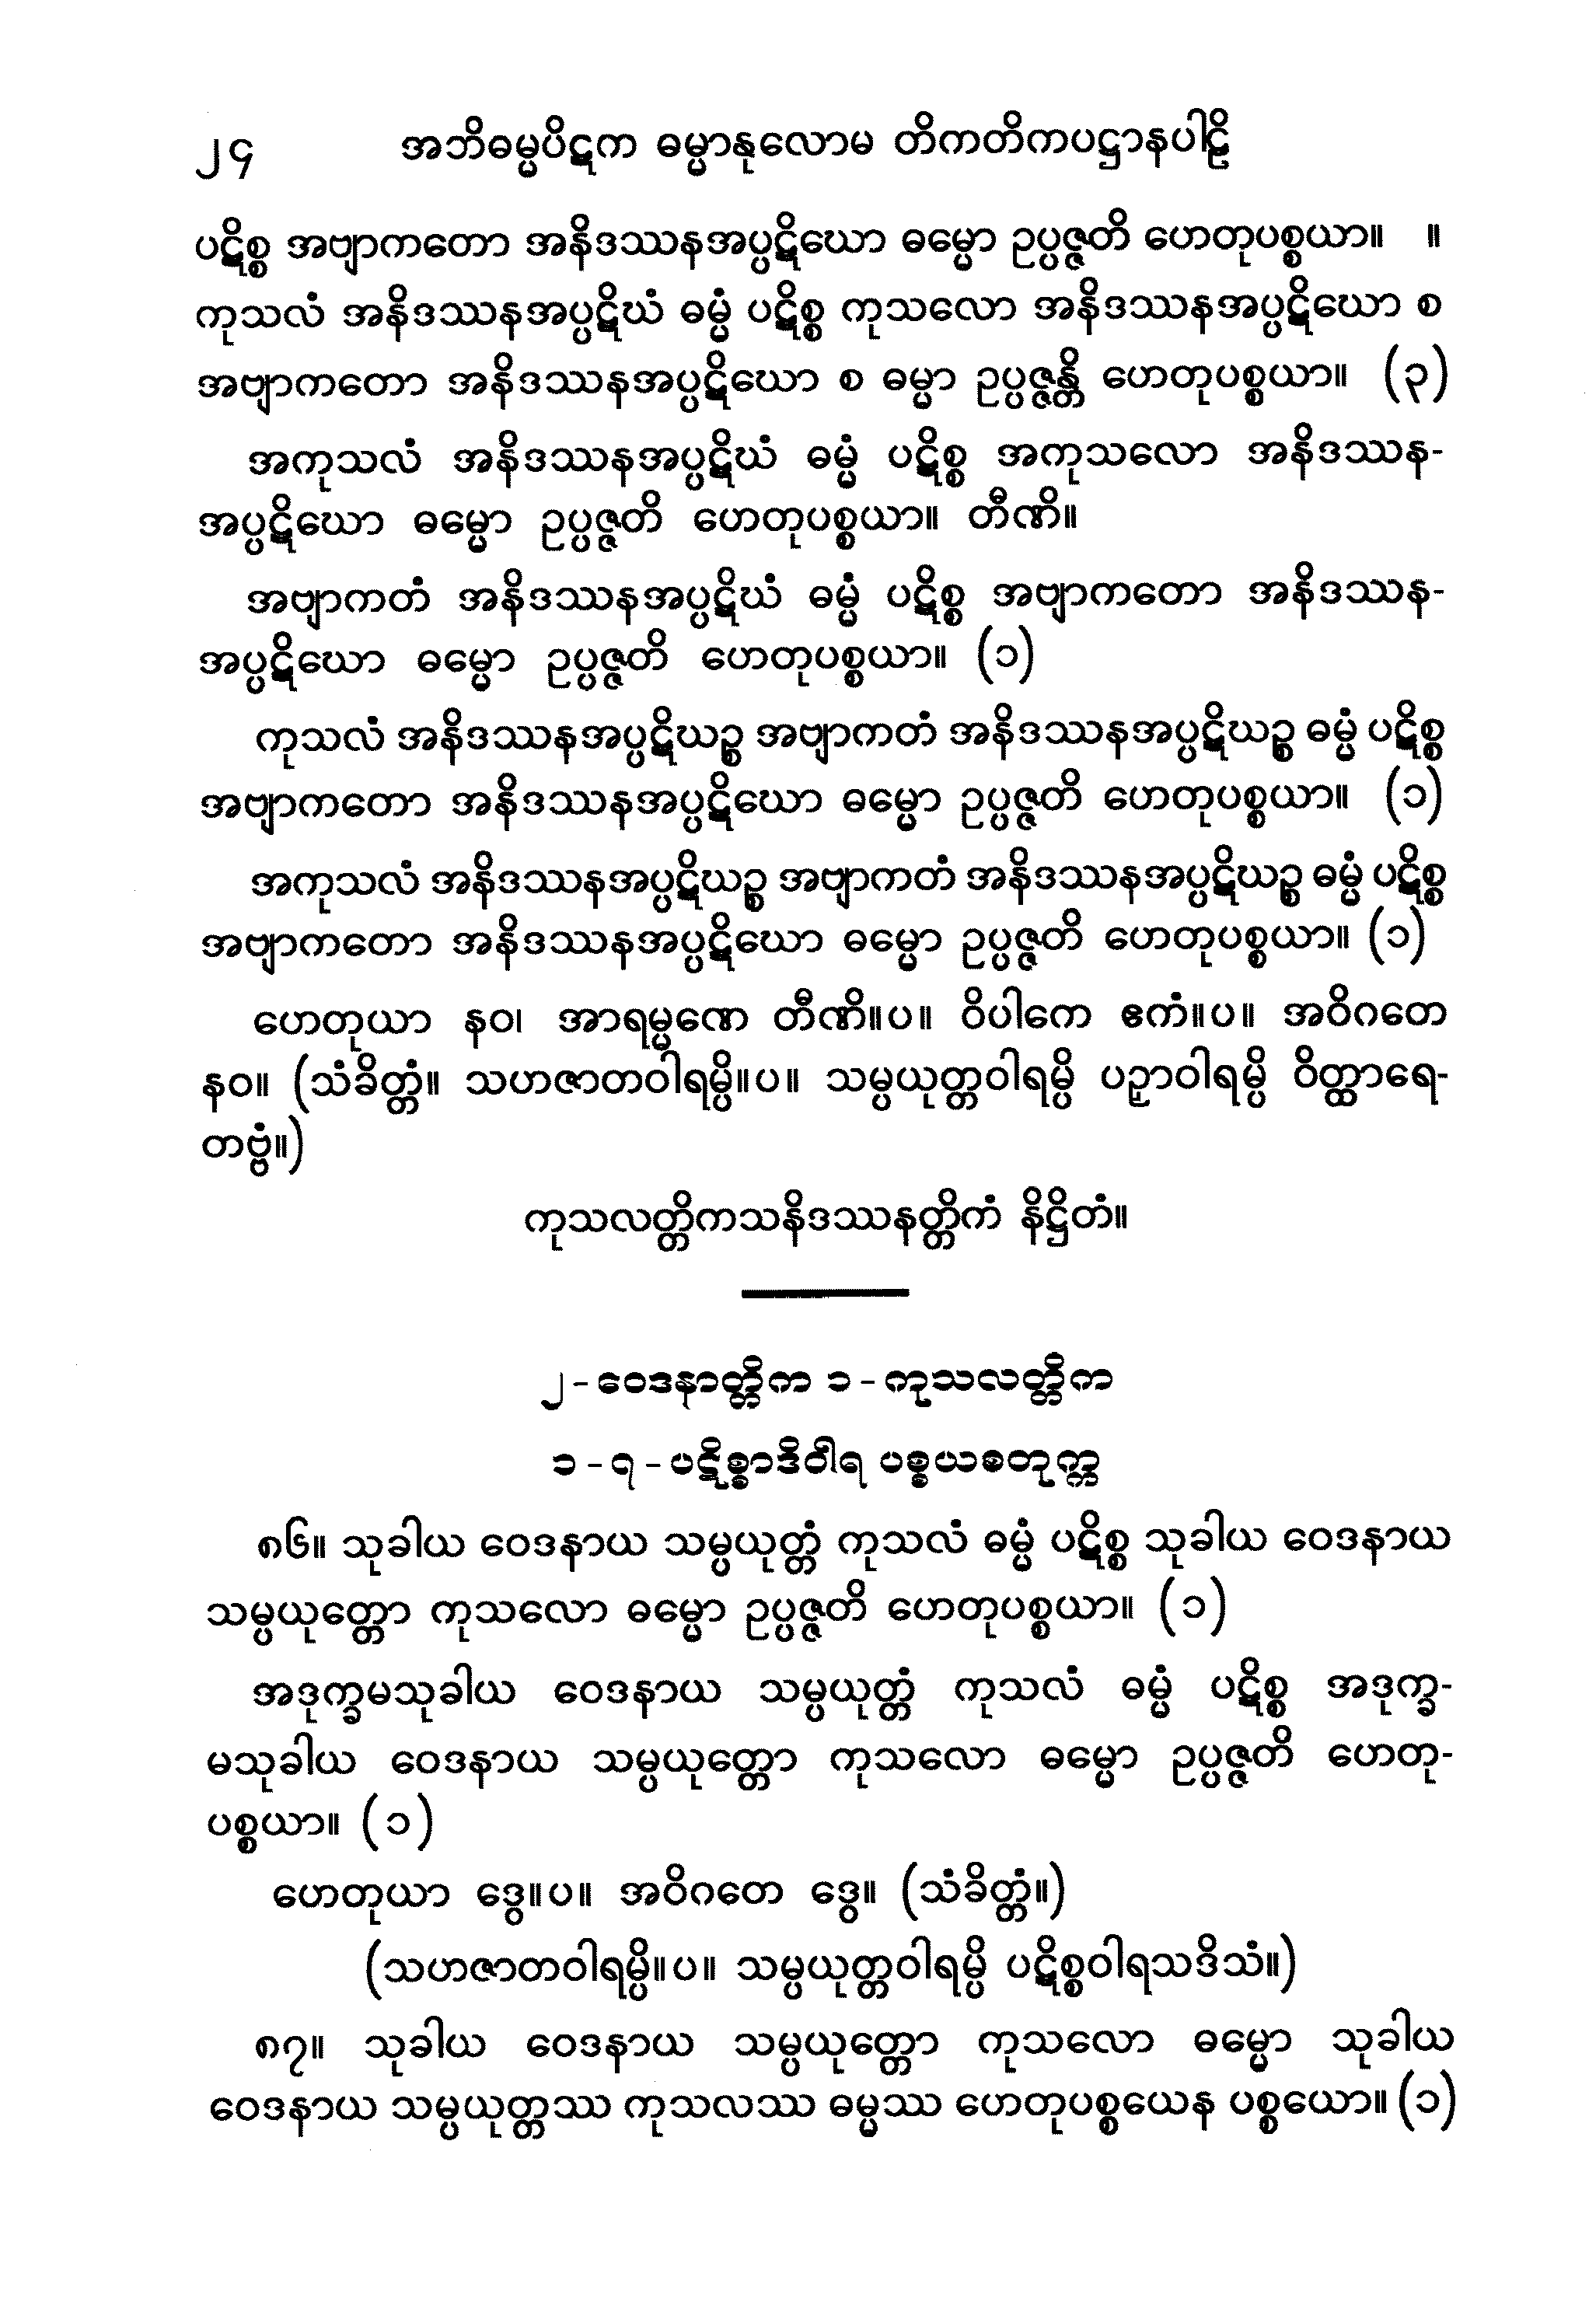 ၂၄ အဘိဓမ္မပိဋက ဓမ္မာနုလောမ တိကတိကပဋ္ဌာနပါဠိ
ပဋိစ္စ အဗျာကတော အနိဒဿနအပ္ပဋိဃော ဓမ္မော ဥပ္ပဇ္ဇတိ ဟေတုပစ္စယာ။ ။
ကုသလံ အနိဒဿနအပ္ပဋိဃံ ဓမ္မံ ပဋိစ္စ ကုသလော အနိဒဿနအပ္ပဋိဃော စ
အဗျာကတော အနိဒဿနအပ္ပဋိဃော စ ဓမ္မာ ဥပ္ပဇ္ဇန္တိ ဟေတုပစ္စယာ။ (၃)
အကုသလံ အနိဒဿနအပ္ပဋိဃံ ဓမ္မံ ပဋိစ္စ အကုသလော အနိဒဿန-
အပ္ပဋိဃော ဓမ္မော ဥပ္ပဇ္ဇတိ ဟေတုပစ္စယာ။ တီဏိ။
အဗျာကတံ အနိဒဿနအပ္ပဋိဃံ ဓမ္မံ ပဋိစ္စ အဗျာကတော အနိဒဿန-
အပ္ပဋိဃော ဓမ္မော ဥပ္ပဇ္ဇတိ ဟေတုပစ္စယာ။ (၁)
ကုသလံ အနိဒဿနအပ္ပဋိဃဉ္စ အဗျာကတံ အနိဒဿနအပ္ပဋိဃဉ္စ ဓမ္မံ ပဋိစ္စ
အဗျာကတော အနိဒဿနအပ္ပဋိဃော ဓမ္မော ဥပ္ပဇ္ဇတိ ဟေတုပစ္စယာ။ (၁)
အကုသလံ အနိဒဿနအပ္ပဋိဃဉ္စ အဗျာကတံ အနိဒဿနအပ္ပဋိဃဉ္စ ဓမ္မံ ပဋိစ္စ
အဗျာကတော အနိဒဿနအပ္ပဋိဃော ဓမ္မော ဥပ္ပဇ္ဇတိ ဟေတုပစ္စယာ။ (၁)
ဟေတုယာ နဝ၊ အာရမ္မဏေ တီဏိ။ပ။ ဝိပါကေ ဧကံ။ပ။ အဝိဂတေ
နဝ။ (သံခိတ္တံ။ သဟဇာတဝါရမ္ပိ။ပ။ သမ္ပယုတ္တဝါရမ္ပိ ပဉှာဝါရမ္ပိ ဝိတ္ထာရေ-
တဗ္ဗံ။)
ကုသလတ္တိကသနိဒဿနတ္တိကံ နိဋ္ဌိတံ။
၂-ဝေဒနာတ္တိက ၁-ကုသလတ္တိက
၁-၇-ပဋိစ္စာဒိဝါရ ပစ္စယစတုက္က
၈၆။ သုခါယ ဝေဒနာယ သမ္ပယုတ္တံ ကုသလံ ဓမ္မံ ပဋိစ္စ သုခါယ ဝေဒနာယ
သမ္ပယုတ္တော ကုသလော ဓမ္မော ဥပ္ပဇ္ဇတိ ဟေတုပစ္စယာ။ (၁)
အဒုက္ခမသုခါယ ဝေဒနာယ သမ္ပယုတ္တံ ကုသလံ ဓမ္မံ ပဋိစ္စ အဒုက္ခ-
မသုခါယ ဝေဒနာယ သမ္ပယုတ္တော ကုသလော ဓမ္မော ဥပ္ပဇ္ဇတိ ဟေတု-
ပစ္စယာ။ (၁)
ဟေတုယာ ဒွေ။ပ။ အဝိဂတေ ဒွေ။ (သံခိတ္တံ။)
(သဟဇာတဝါရမ္ပိ။ပ။ သမ္ပယုတ္တဝါရမ္ပိ ပဋိစ္စဝါရသဒိသံ။)
၈၇။ သုခါယ ဝေဒနာယ သမ္ပယုတ္တော ကုသလော ဓမ္မော သုခါယ
ဝေဒနာယ သမ္ပယုတ္တဿ ကုသလဿ ဓမ္မဿ ဟေတုပစ္စယေန ပစ္စယော။ (၁)